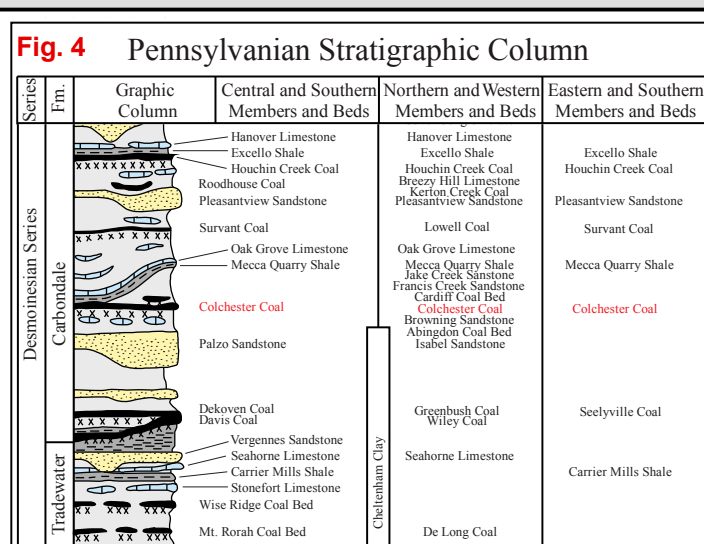 Fig. 4
Pennsylvanian Stratigraphic Column
Series
Fm.
Graphic
Column
Central and Southern
Members and Beds
Northern and Western
Members and Beds
Eastern and Southern
Members and Beds
Desmoinesian Series
Carbondale
Tradewater
Hanover Limestone
Excello Shale
Houchin Creek Coal
Roodhouse Coal
Pleasantview Sandstone
Survant Coal
Oak Grove Limestone
Mecca Quarry Shale
Colchester Coal
Palzo Sandstone
Dekoven Coal
Davis Coal
Vergennes Sandstone
Seahorne Limestone
Carrier Mills Shale
Stonefort Limestone
Wise Ridge Coal Bed
Mt. Rorah Coal Bed
Cheltenham Clay
Hanover Limestone
Excello Shale
Houchin Creek Coal
Breezy Hill Limestone
Kerton Creek Coal
Pleasantview Sandstone
Lowell Coal
Oak Grove Limestone
Mecca Quarry Shale
Jake Creek Sanstone
Francis Creek Sandstone
Cardiff Coal Bed
Colchester Coal
Browning Sandstone
Abingdon Coal Bed
Isabel Sandstone
Greenbush Coal
Wiley Coal
Seahorne Limestone
De Long Coal
Excello Shale
Houchin Creek Coal
Pleasantview Sandstone
Survant Coal
Mecca Quarry Shale
Colchester Coal
Seelyville Coal
Carrier Mills Shale